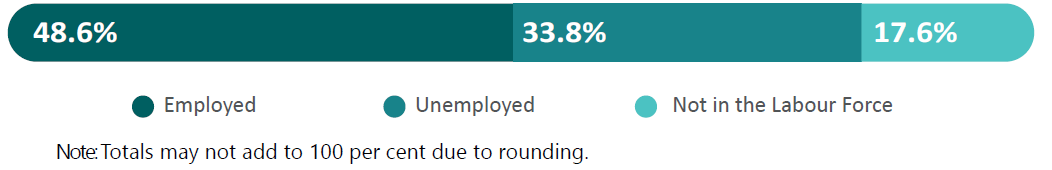 48.6% 33.8% 17.6%
Employed Unemployed Not in the Labour Force
Note: Totals may not add to 100 per cent due to rounding.